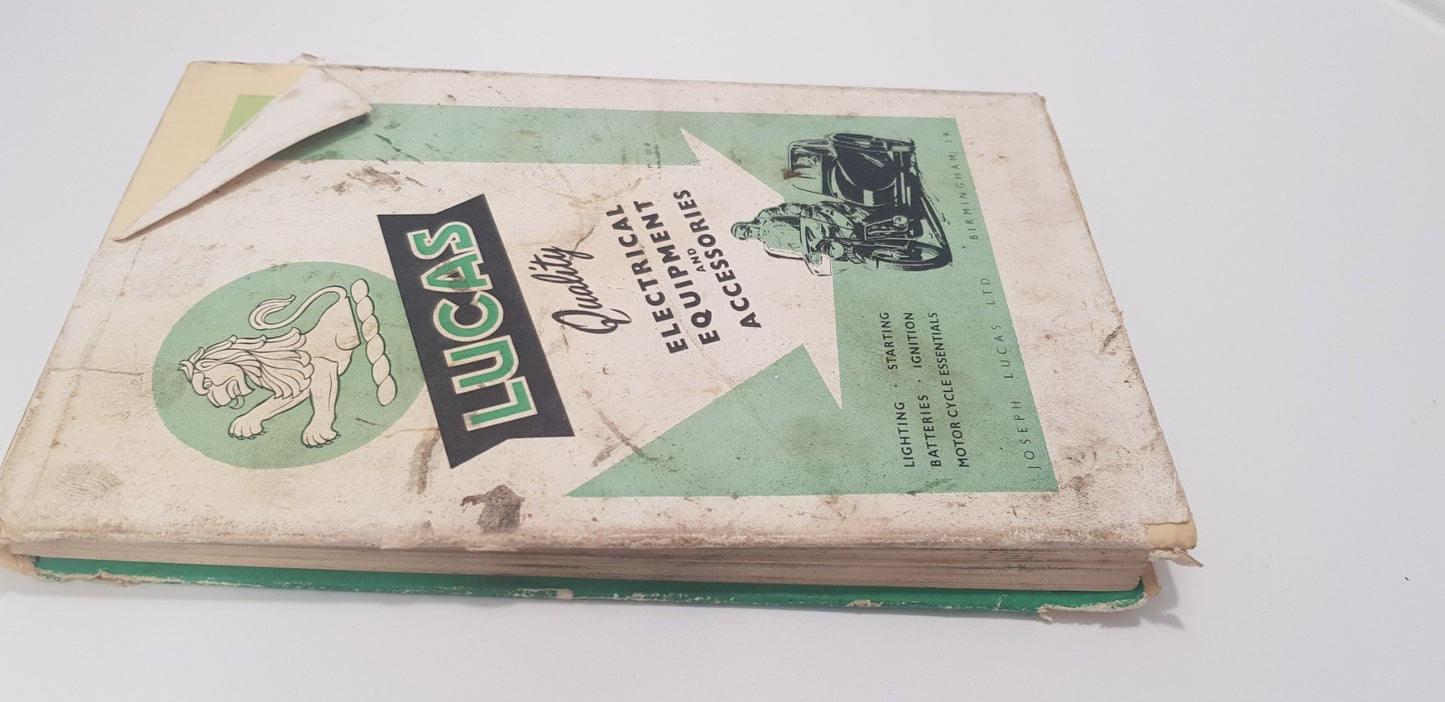 LUCAS
Quality
ELECTRICAL
EQUIPMENT
AND
ACCESSORIES
LIGHTING · STARTING
BATTERIES · IGNITION
MOTOR CYCLE ESSENTIALS
JOSEPH LUCAS LTD * BIRMINGHAM, 19